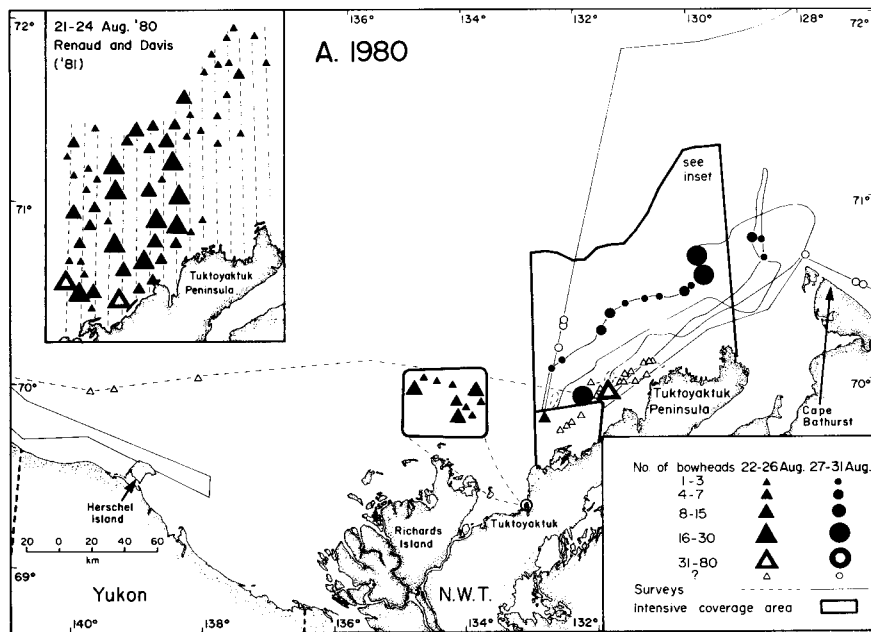 136° 134° 132° 130° 128° 126°
72°
72°
21-24 Aug. '80
Renaud and Davis
('81)
A. 1980
see
inset
71°
71°
Tuktoyaktuk
Peninsula
70°
70°
Tuktoyaktuk
Peninsula
Cape
Bathurst
Herschel
Island
Richards
Island
Tuktoyaktuk
20 0 20 40 60
km
69°
Yukon
N.W.T.
No. of bowheads 22-26 Aug. 27-31 Aug.
1-3
4-7
8-15
16-30
31-80
?
Surveys
Intensive coverage area
140° 138° 136° 134° 132°